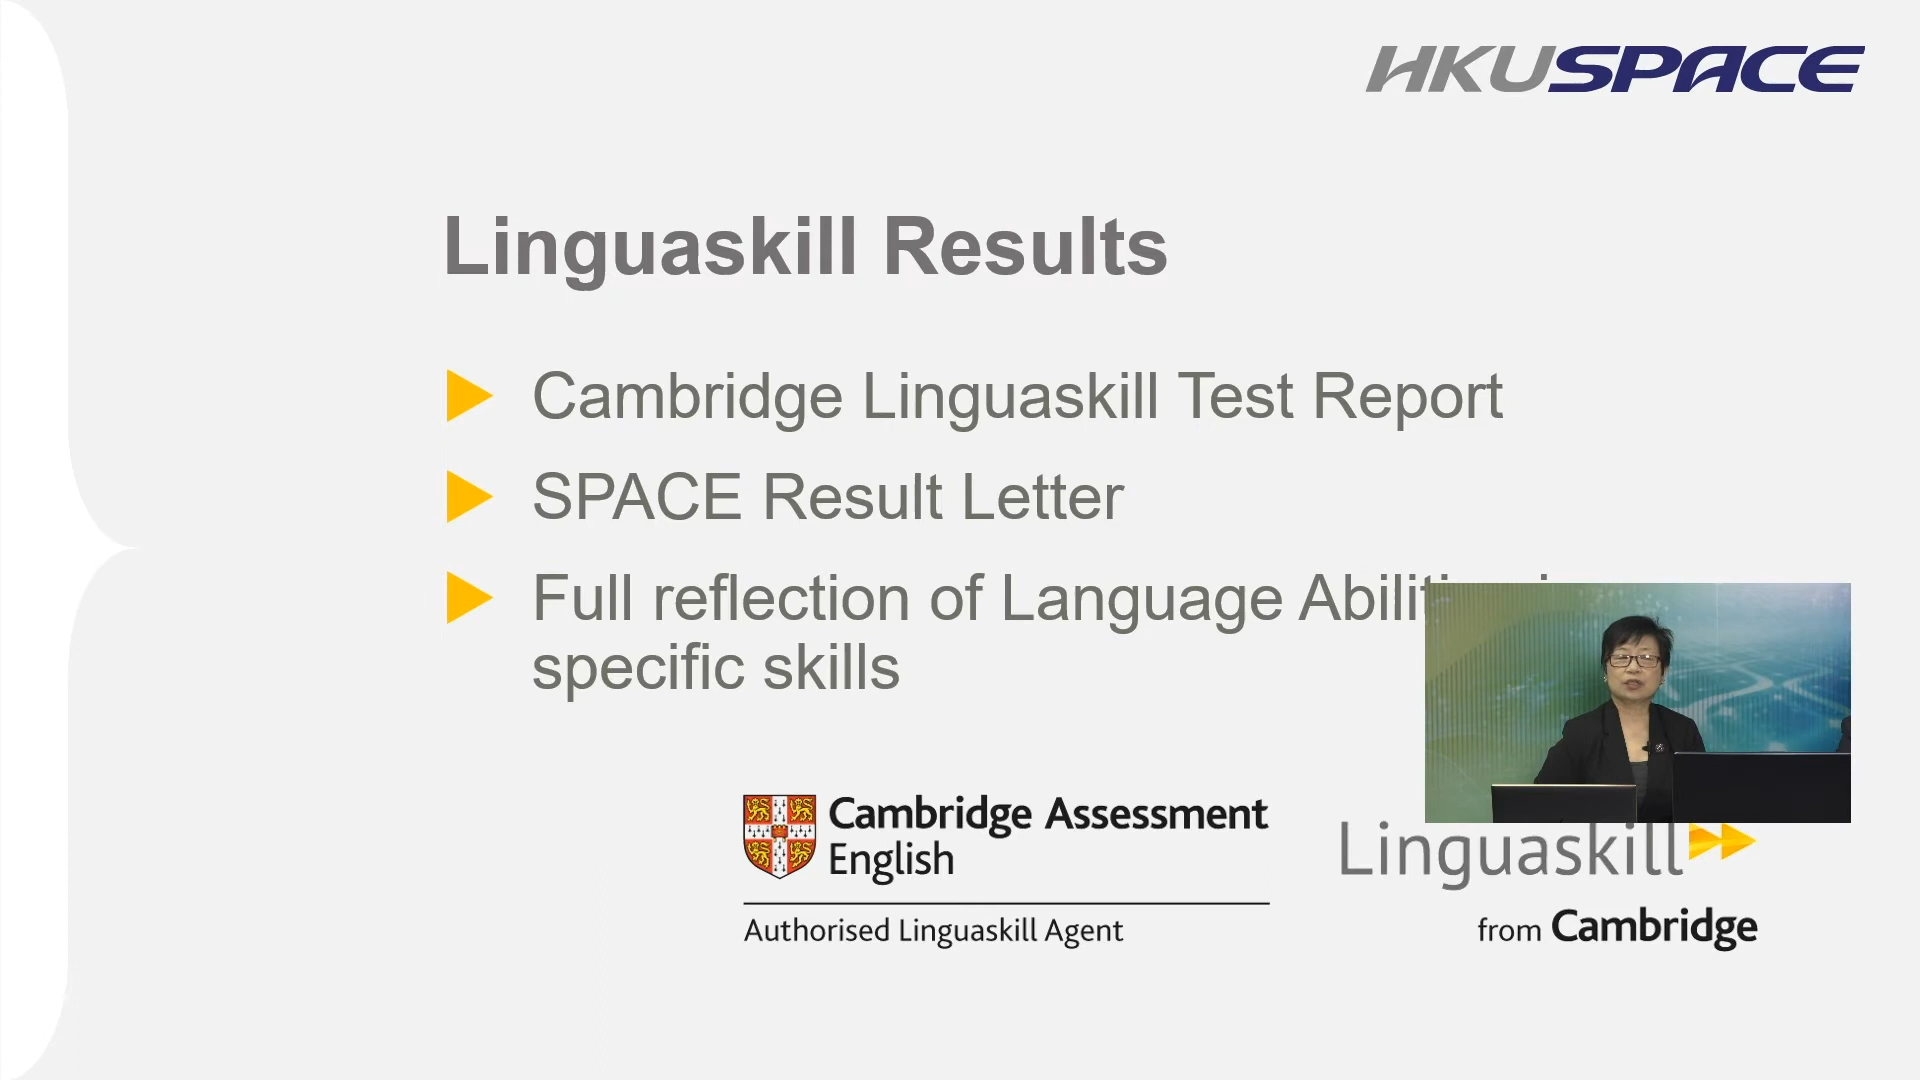 HKUSPACE
Linguaskill Results
Cambridge Linguaskill Test Report
SPACE Result Letter
Full reflection of Language
specific skills
Cambridge Assessment
English
Authorised Linguaskill Agent
Linguaskill
from Cambridge